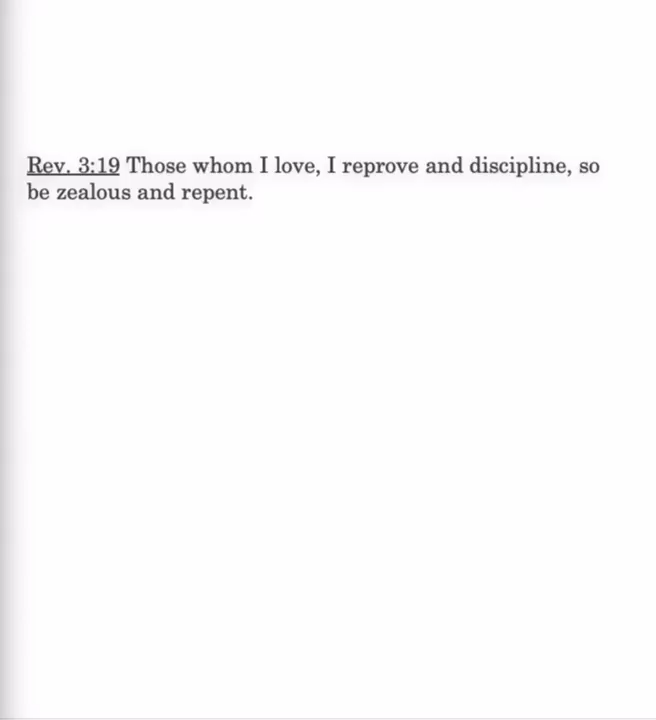 Rev. 3:19 Those whom I love, I reprove and discipline, so
be zealous and repent.